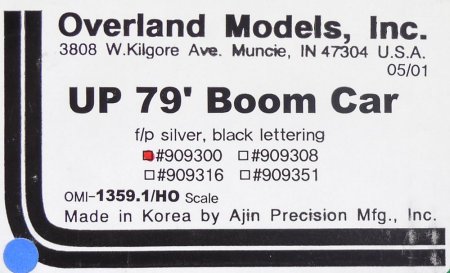 Overland Models, Inc.
3808 W.Kilgore Ave. Muncie, IN 47304 U.S.A.
05/01
UP 79' Boom Car
f/p silver, black lettering
#909300 #909308
#909316 #909351
OMI-1359.1/HO Scale
Made in Korea by Ajin Precision Mfg., Inc.